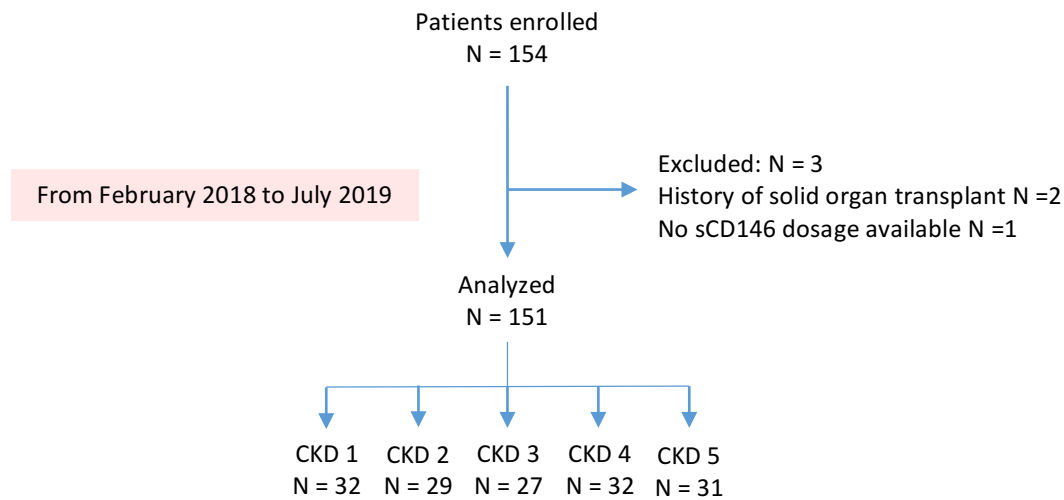 Patients enrolled
N = 154
From February 2018 to July 2019
Excluded: N = 3
History of solid organ transplant N =2
No sCD146 dosage available N =1
Analyzed
N = 151
CKD 1
N = 32
CKD 2
N = 29
CKD 3
N = 27
CKD 4
N = 32
CKD 5
N = 31